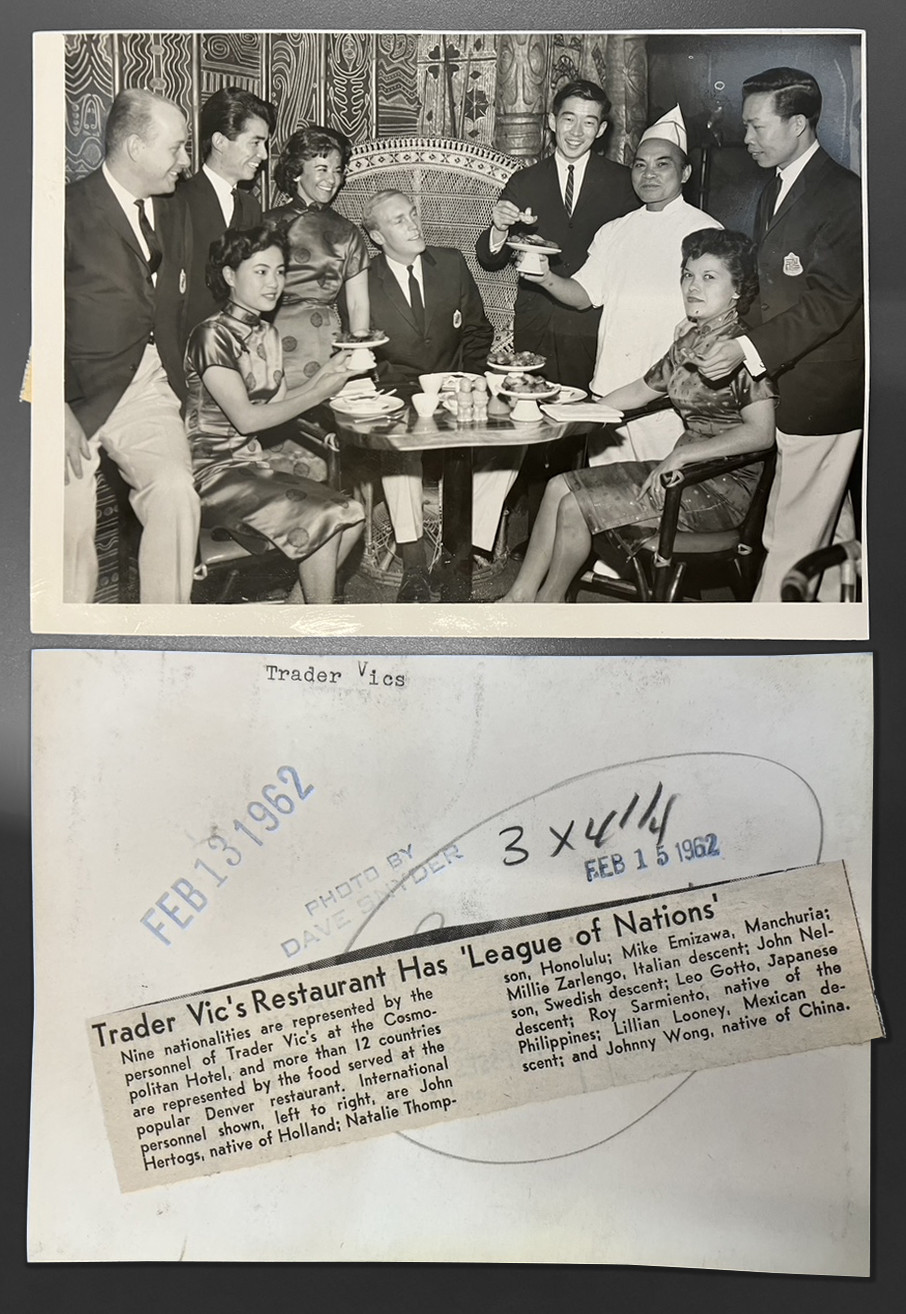 Trader Vics
FEB 13 1962
3 x 4 1/4
FEB 15 1962
PHOTO BY
DAVE SNYDER
Trader Vic's Restaurant Has 'League of Nations'
Nine nationalities are represented by the
personnel of Trader Vic's at the Cosmo-
politan Hotel, and more than 12 countries
are represented by the food served at the
popular Denver restaurant. International
personnel shown, left to right, are John
Hertogs, native of Holland; Natalie Thomp-
son, Honolulu; Mike Emizawa, Manchuria;
Millie Zarlengo, Italian descent; John Nel-
son, Swedish descent; Leo Gotto, Japanese
descent; Roy Sarmiento, native of the
Philippines; Lillian Looney, Mexican de-
scent; and Johnny Wong, native of China.